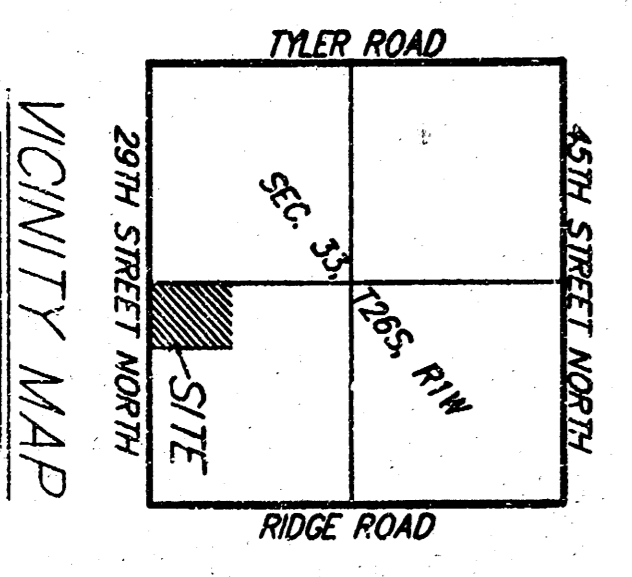 TYLER ROAD
VICINITY MAP
29TH STREET NORTH
45TH STREET NORTH
SEC. 33,
T26S, R1W
SITE
RIDGE ROAD